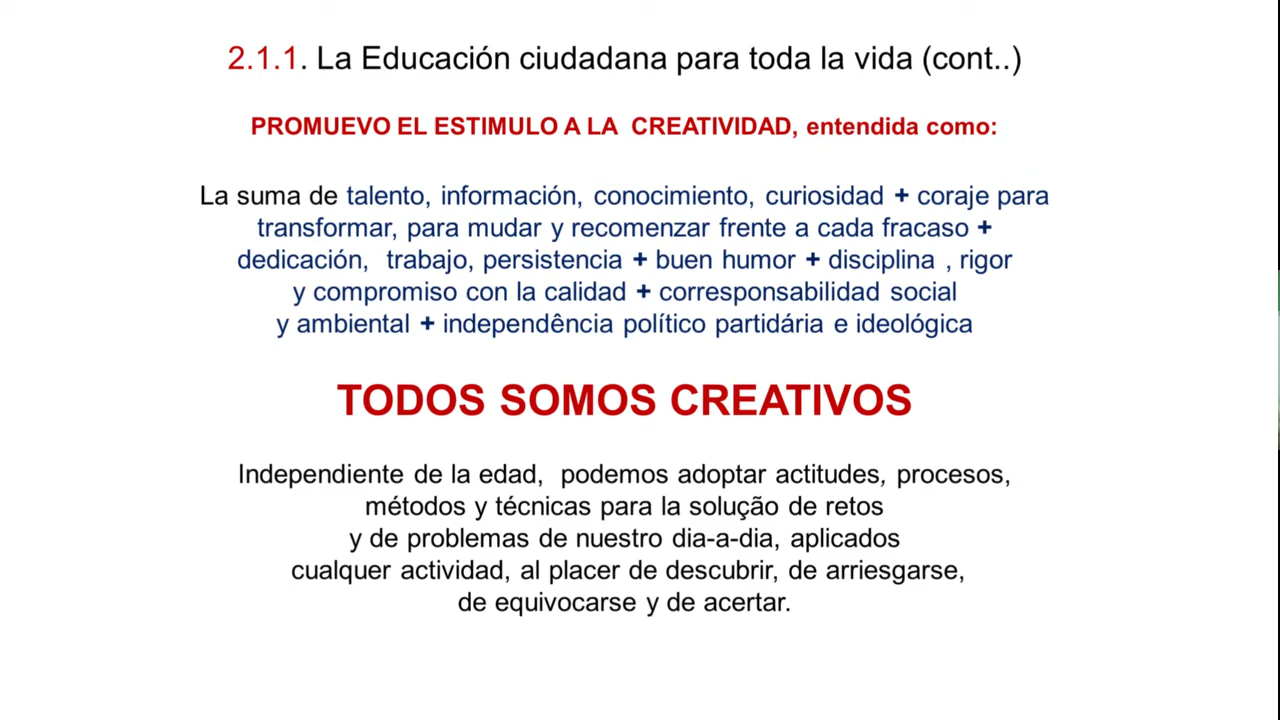 2.1.1. La Educación ciudadana para toda la vida (cont..)
PROMUEVO EL ESTIMULO A LA CREATIVIDAD, entendida como:
La suma de talento, información, conocimiento, curiosidad + coraje para
transformar, para mudar y recomenzar frente a cada fracaso +
dedicación, trabajo, persistencia + buen humor + disciplina , rigor
y compromiso con la calidad + corresponsabilidad social
y ambiental + independência político partidária e ideológica
TODOS SOMOS CREATIVOS
Independiente de la edad, podemos adoptar actitudes, procesos,
métodos y técnicas para la solução de retos
y de problemas de nuestro dia-a-dia, aplicados
cualquer actividad, al placer de descubrir, de arriesgarse,
de equivocarse y de acertar.